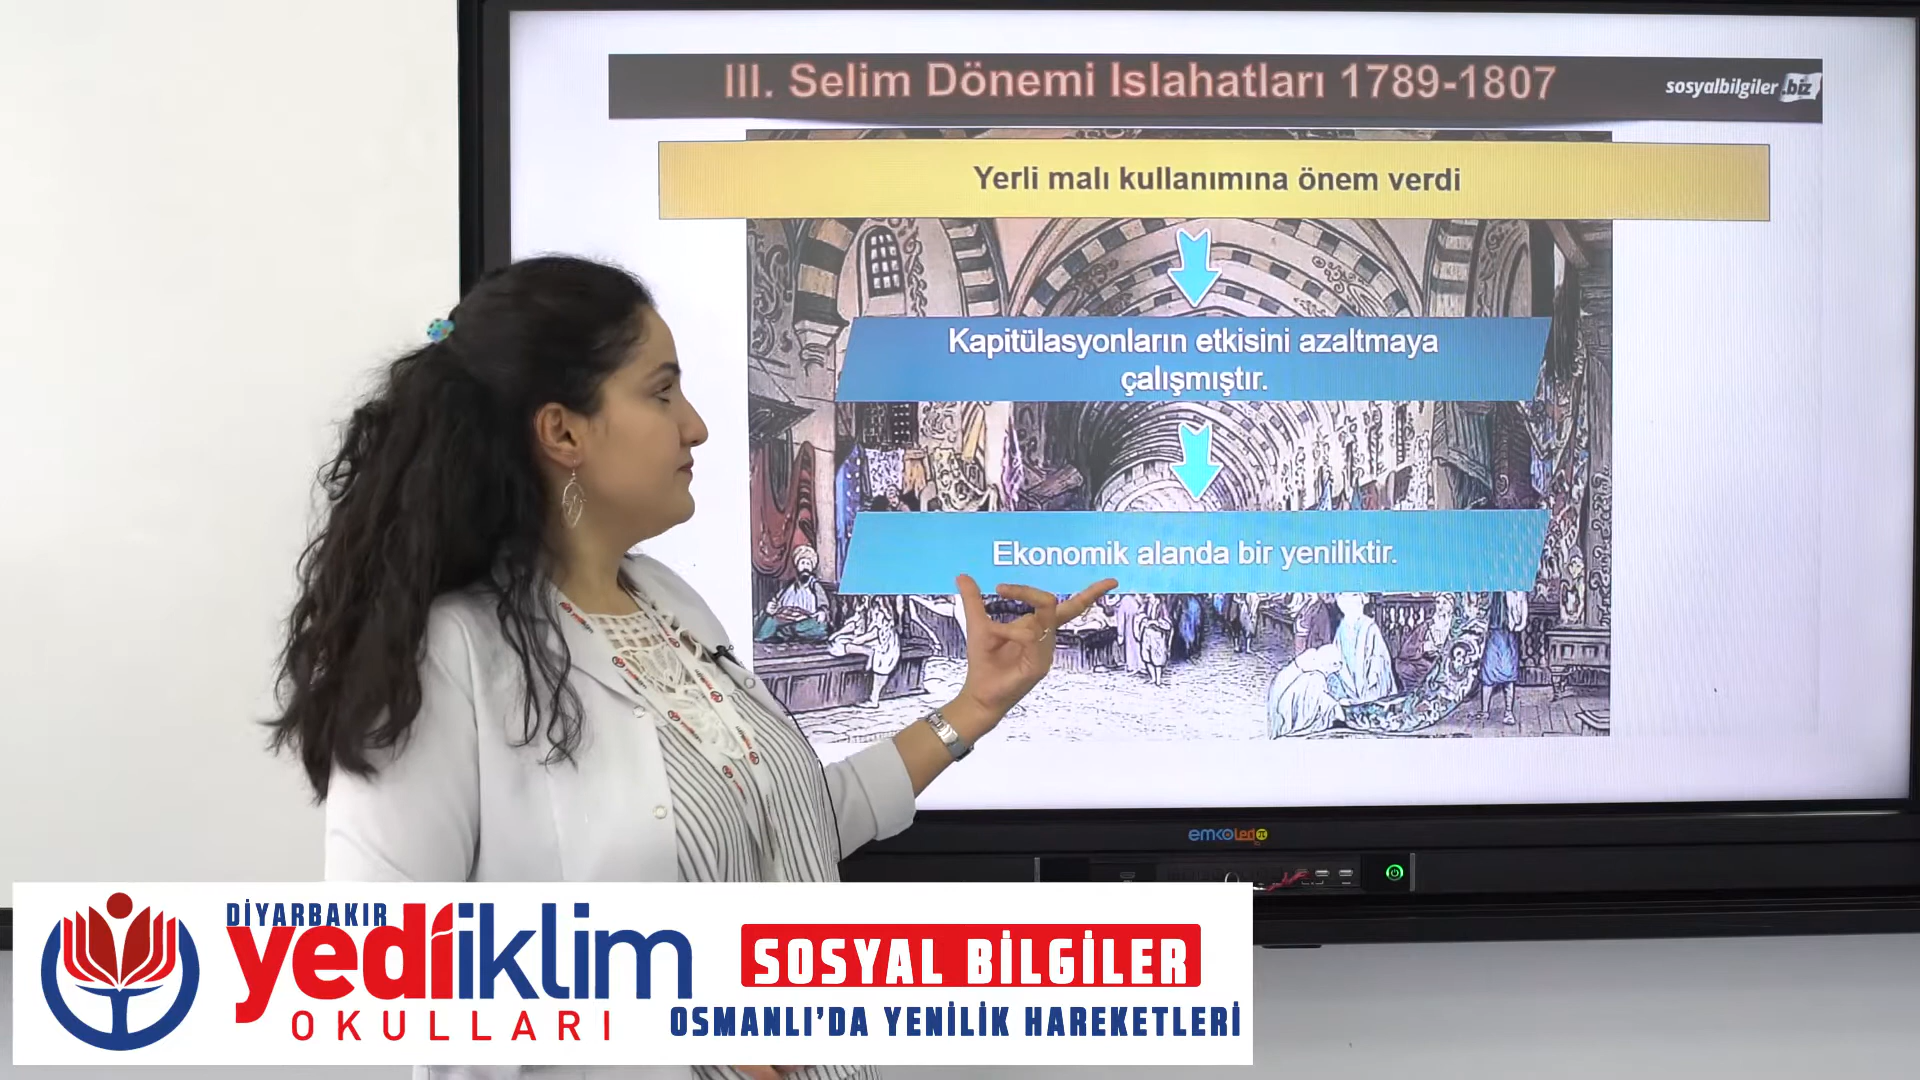 III. Selim Dönemi Islahatları 1789-1807
sosyalbilgiler.biz
Yerli malı kullanımına önem verdi
Kapitülasyonların etkisini azaltmaya
çalışmıştır.
Ekonomik alanda bir yeniliktir.
emkoLed
DİYARBAKIR
yediiklim
OKULLARI
SOSYAL BİLGİLER
OSMANLI'DA YENİLİK HAREKETLERİ